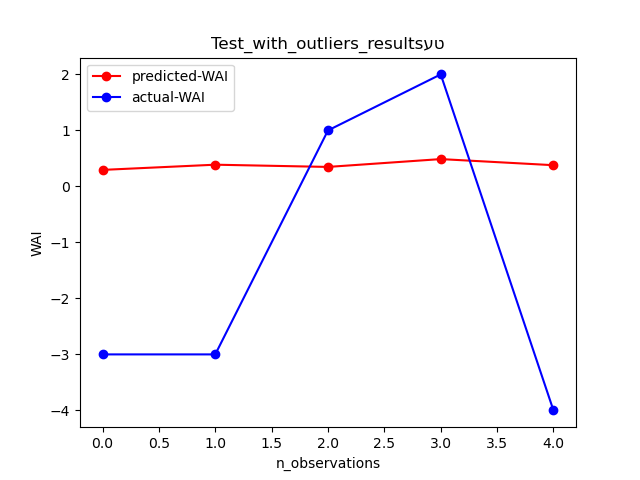 Test_with_outliers_resultsטע
predicted-WAI
actual-WAI
2
1
0
−1
−2
−3
−4
WAI
0.0 0.5 1.0 1.5 2.0 2.5 3.0 3.5 4.0
n_observations